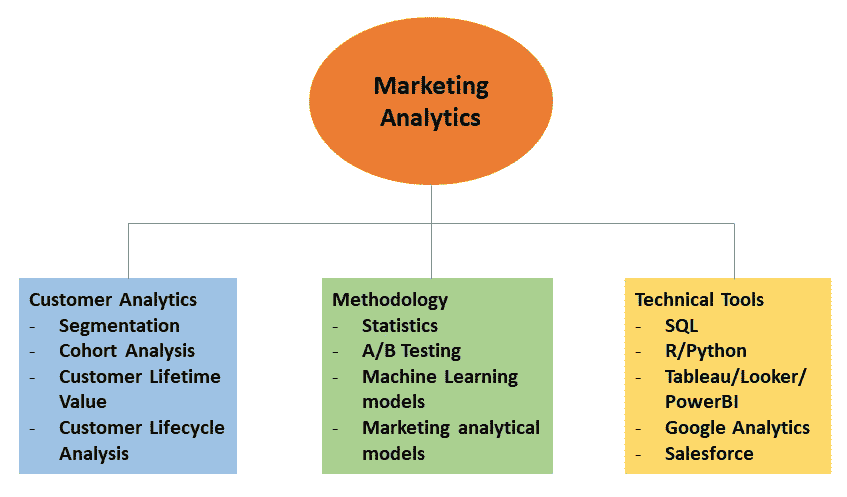 Marketing
Analytics
Customer Analytics
- Segmentation
- Cohort Analysis
- Customer Lifetime
Value
- Customer Lifecycle
Analysis
Methodology
- Statistics
- A/B Testing
- Machine Learning
models
- Marketing analytical
models
Technical Tools
- SQL
- R/Python
- Tableau/Looker/
PowerBI
- Google Analytics
- Salesforce